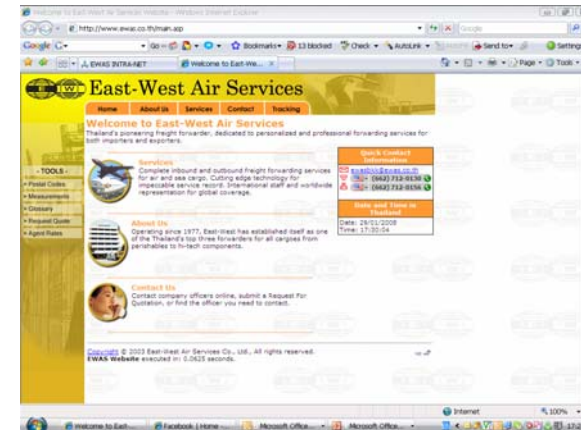 Welcome to East West Air Services Website - Windows Internet Explorer
http://www.ewas.co.th/main.asp
Google
Google
Go
Bookmarks
13 blocked
Check
AutoLink
Send to
Settings
EWAS INTRA-NET
Welcome to East-We...
Page
Tools
E W
East-West Air Services
Home
About Us
Services
Contact
Tracking
Welcome to East-West Air Services
Thailand's pioneering freight forwarder, dedicated to personalized and professional forwarding services for
both importers and exporters.
- TOOLS -
Postal Codes
Measurements
Glossary
Request Quote
Agent Rates
Services
Complete inbound and outbound freight forwarding services
for air and sea cargo. Cutting edge technology for
impeccable service record. International staff and worldwide
representation for global coverage.
About Us
Operating since 1977, East-West has established itself as one
of the Thailand's top three forwarders for all cargoes from
perishables to hi-tech components.
Contact Us
Contact company officers online, submit a Request For
Quotation, or find the officer you need to contact.
Quick Contact
Information
(662) 712-0130
(662) 712-0156
Date and Time in
Thailand
Date: 29/01/2008
Time: 17:30:04
Copyright © 2003 East-West Air Services Co., Ltd., All rights reserved.
EWAS Website executed in: 0.0625 seconds.
Internet
100%
Welcome to East-...
Facebook | Home -...
Microsoft Office...
Microsoft Office...